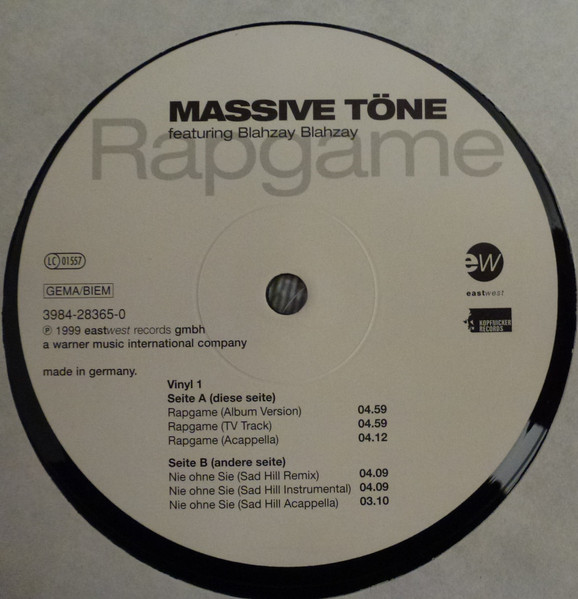 MASSIVE TÖNE
featuring Blahzay Blahzay
Rapgame
LC 01557
GEMA/BIEM
3984-28365-0
℗ 1999 eastwest records gmbh
a warner music international company
made in germany.
ew
eastwest
KOPFNICKER
RECORDS
Vinyl 1
Seite A (diese seite)
Rapgame (Album Version) 04.59
Rapgame (TV Track) 04.59
Rapgame (Acappella) 04.12
Seite B (andere seite)
Nie ohne Sie (Sad Hill Remix) 04.09
Nie ohne Sie (Sad Hill Instrumental) 04.09
Nie ohne Sie (Sad Hill Acappella) 03.10